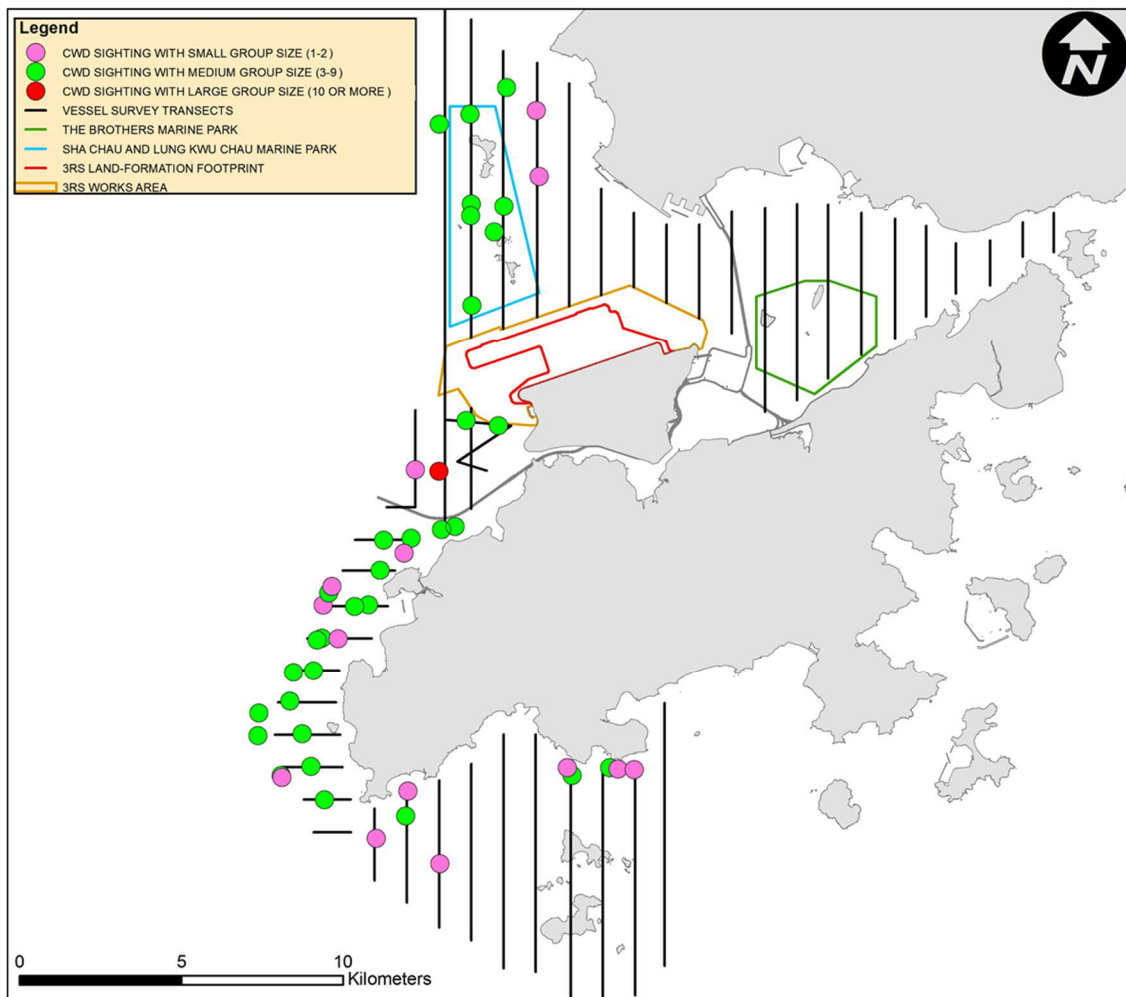 Legend
CWD SIGHTING WITH SMALL GROUP SIZE (1-2 )
CWD SIGHTING WITH MEDIUM GROUP SIZE (3-9 )
CWD SIGHTING WITH LARGE GROUP SIZE (10 OR MORE )
VESSEL SURVEY TRANSECTS
THE BROTHERS MARINE PARK
SHA CHAU AND LUNG KWU CHAU MARINE PARK
3RS LAND-FORMATION FOOTPRINT
3RS WORKS AREA
N
0 5 10
Kilometers